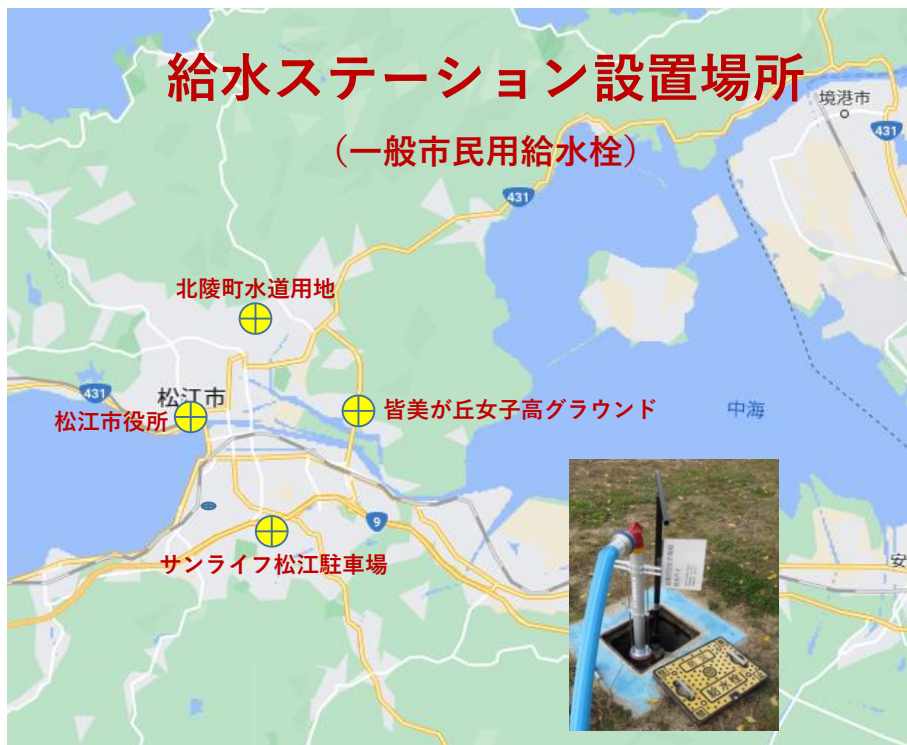 給水ステーション設置場所
（一般市民用給水栓）
境港市
431
431
北陵町水道用地
431
松江市
松江市役所
皆美が丘女子高グラウンド
中海
9
サンライフ松江駐車場
安
給水栓